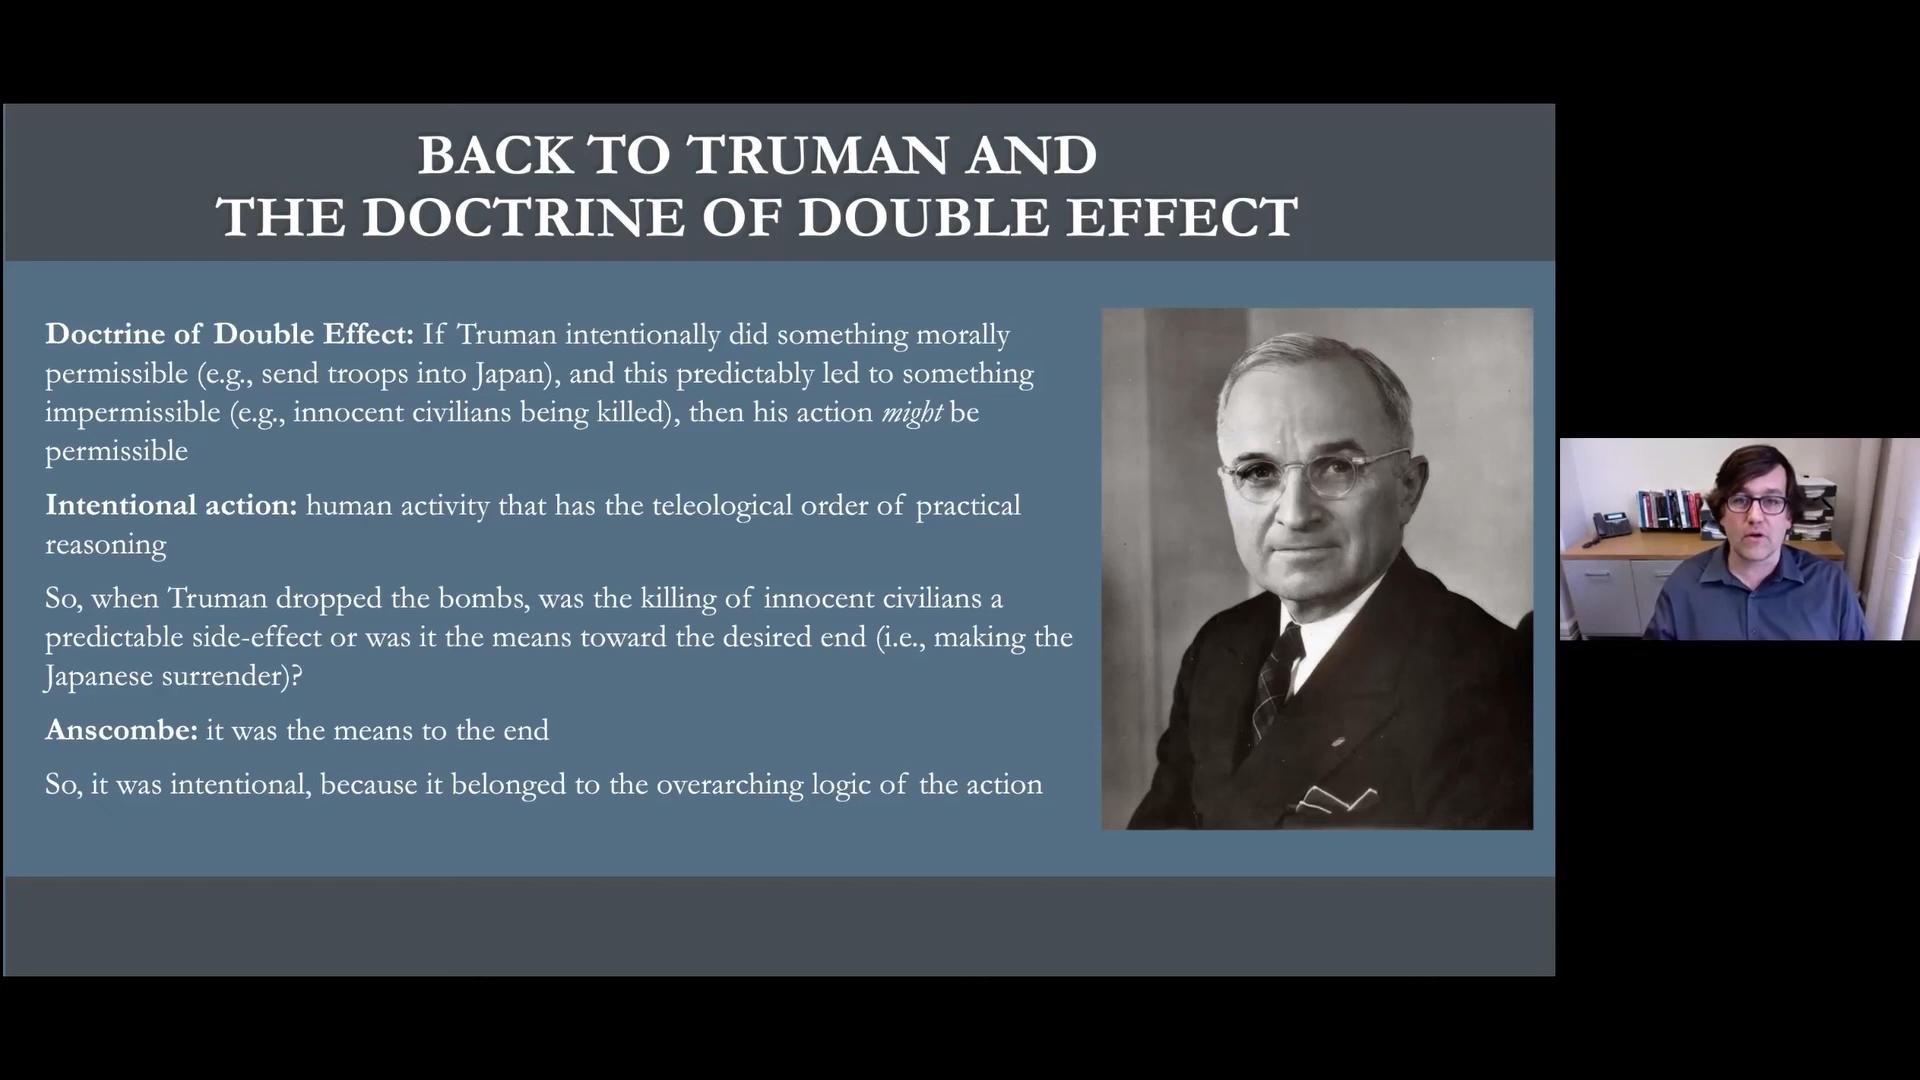 BACK TO TRUMAN AND
THE DOCTRINE OF DOUBLE EFFECT
Doctrine of Double Effect: If Truman intentionally did something morally
permissible (e.g., send troops into Japan), and this predictably led to something
impermissible (e.g., innocent civilians being killed), then his action might be
permissible
Intentional action: human activity that has the teleological order of practical
reasoning
So, when Truman dropped the bombs, was the killing of innocent civilians a
predictable side-effect or was it the means toward the desired end (i.e., making the
Japanese surrender)?
Anscombe: it was the means to the end
So, it was intentional, because it belonged to the overarching logic of the action